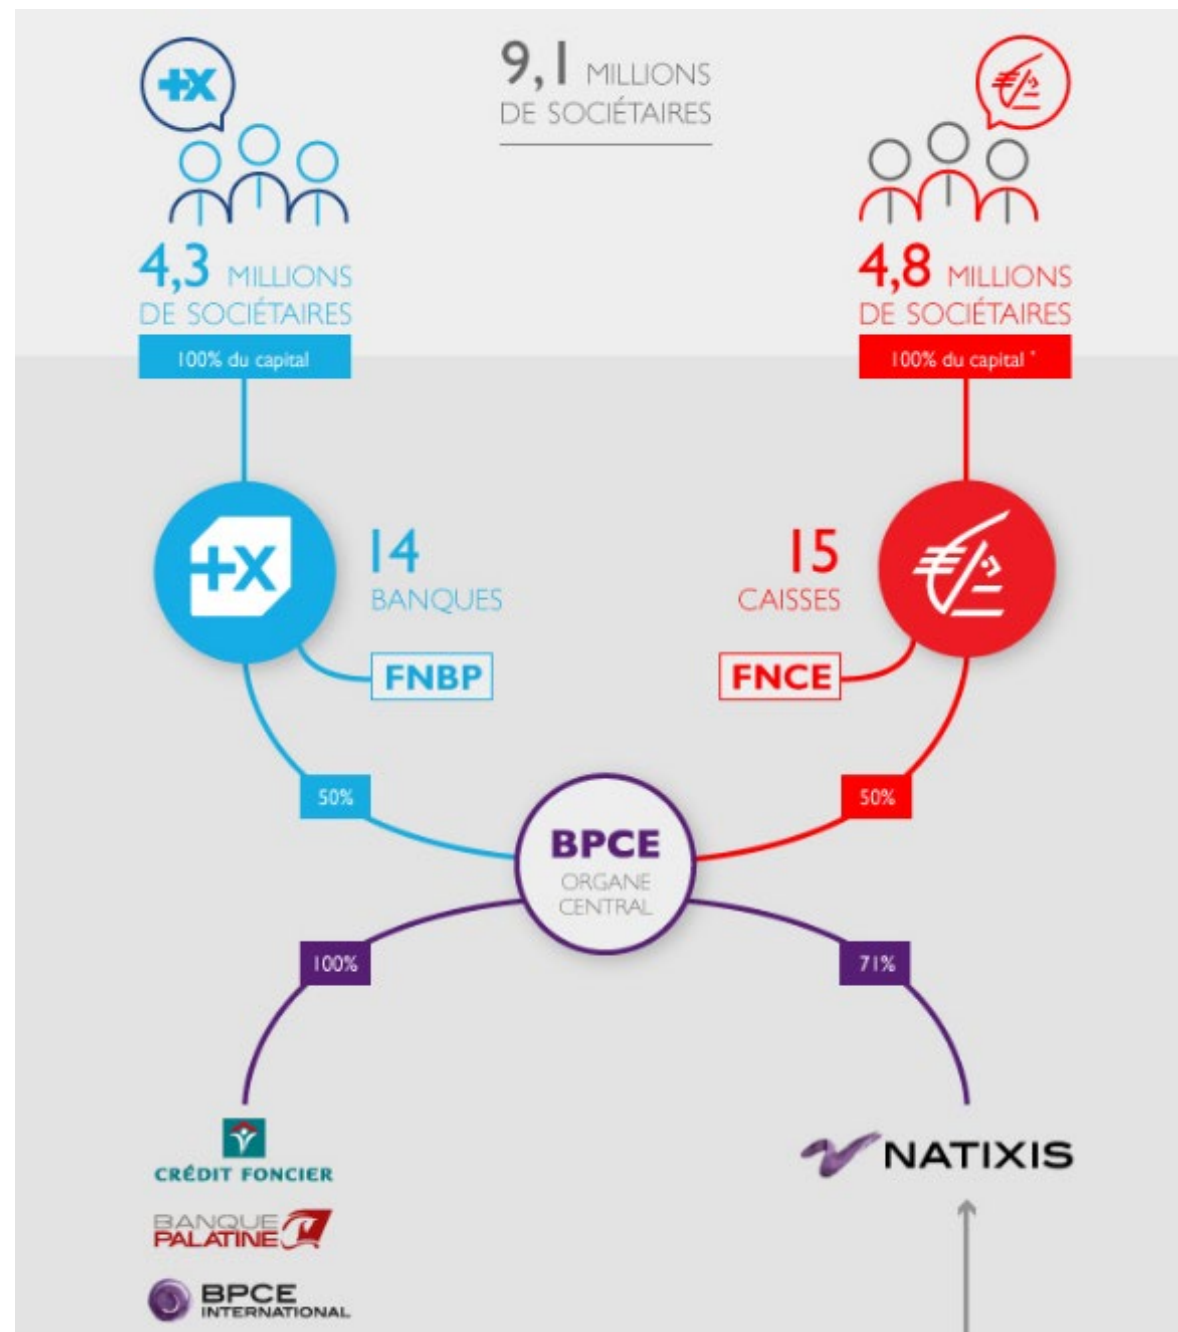 9,1 MILLIONS
DE SOCIÉTAIRES
+X
4,3 MILLIONS
DE SOCIÉTAIRES
100% du capital
4,8 MILLIONS
DE SOCIÉTAIRES
100% du capital *
+X
14
BANQUES
FNBP
15
CAISSES
FNCE
50%
50%
BPCE
ORGANE
CENTRAL
100%
71%
CRÉDIT FONCIER
BANQUE
PALATINE
BPCE
INTERNATIONAL
NATIXIS